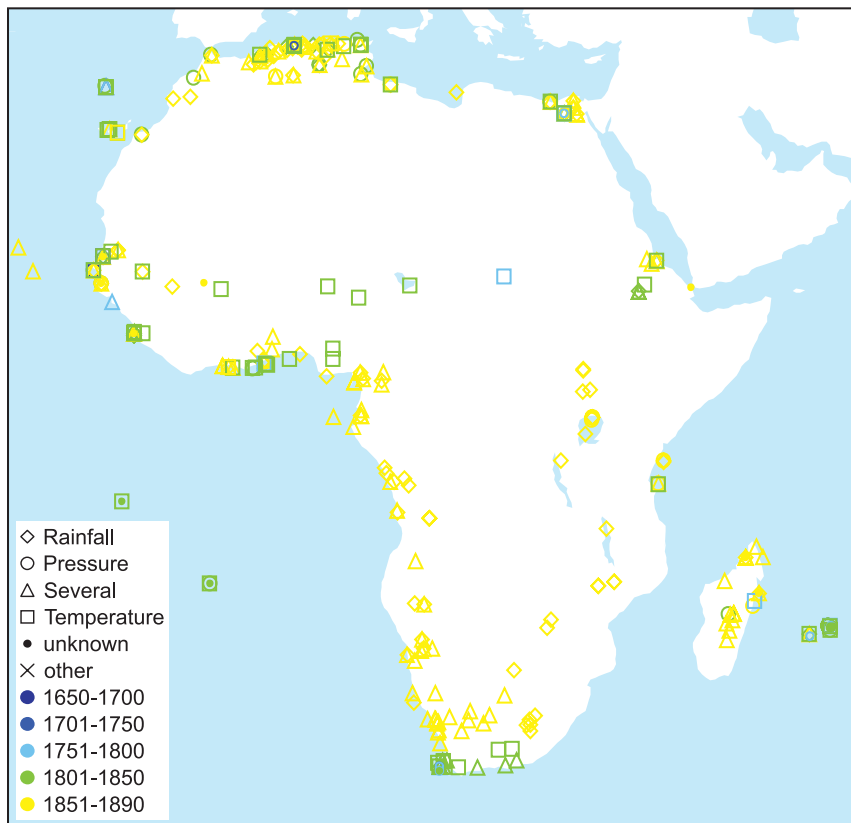 Rainfall
Pressure
Several
Temperature
unknown
other
1650-1700
1701-1750
1751-1800
1801-1850
1851-1890